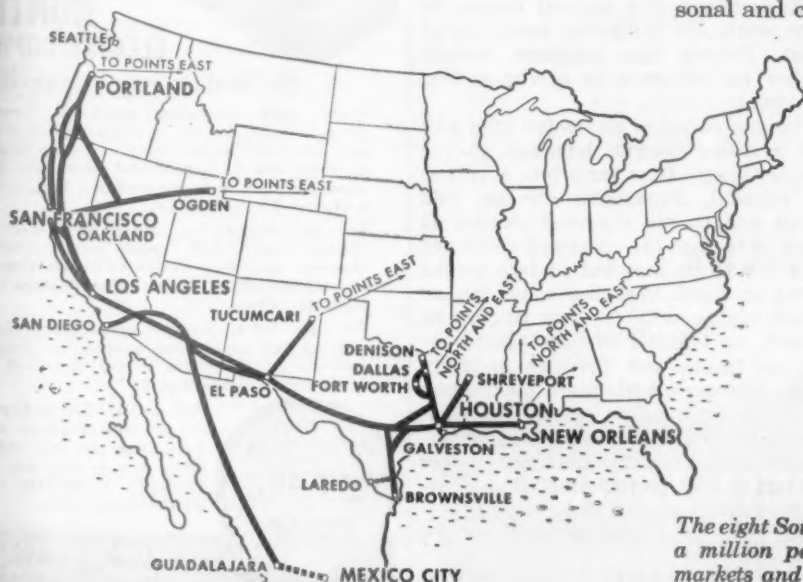 sonal and c
SEATTLE
TO POINTS EAST
PORTLAND
TO POINTS EAST
OGDEN
SAN FRANCISCO
OAKLAND
LOS ANGELES
SAN DIEGO
TUCUMCARI
TO POINTS EAST
EL PASO
DENISON
DALLAS
FORT WORTH
TO POINTS
NORTH AND EAST
TO POINTS
NORTH AND EAST
SHREVEPORT
HOUSTON
NEW ORLEANS
GALVESTON
LAREDO
BROWNSVILLE
GUADALAJARA
MEXICO CITY
The eight Sou
a million pe
markets and